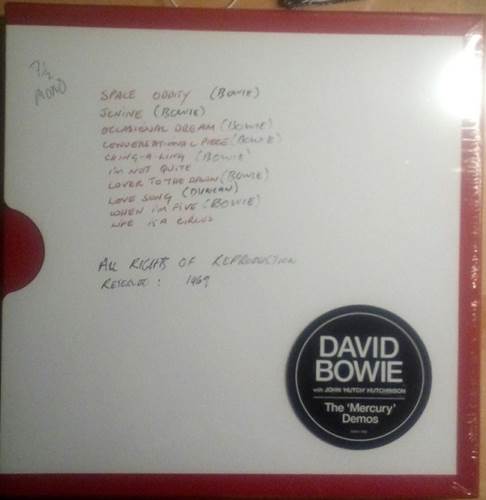 7½
MONO
SPACE ODDITY (BOWIE)
JANINE (BOWIE)
OCCASIONAL DREAM (BOWIE)
CONVERSATIONAL PIECE (BOWIE)
CHING-A-LING (BOWIE)
I'M NOT QUITE
LOVER TO THE DAWN (BOWIE)
LOVE SONG (DUNCAN)
WHEN I'M FIVE (BOWIE)
LIFE IS A CIRCUS
ALL RIGHTS OF REPRODUCTION
RESERVED: 1969
DAVID
BOWIE
with JOHN 'HUTCH' HUTCHINSON
The 'Mercury'
Demos